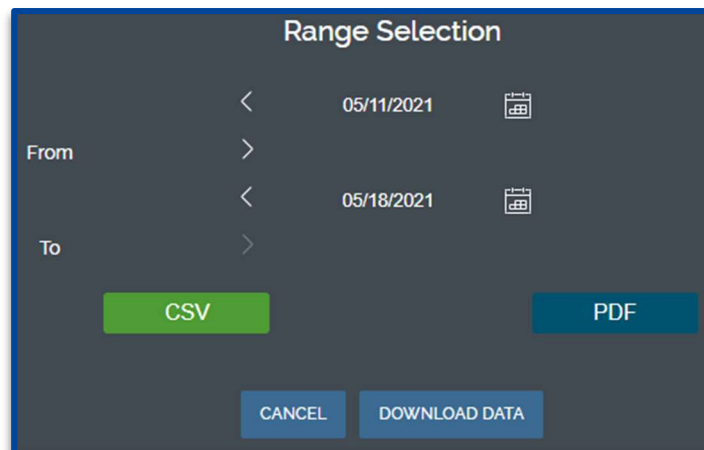 Range Selection
05/11/2021
From
05/18/2021
To
CSV PDF
CANCEL DOWNLOAD DATA